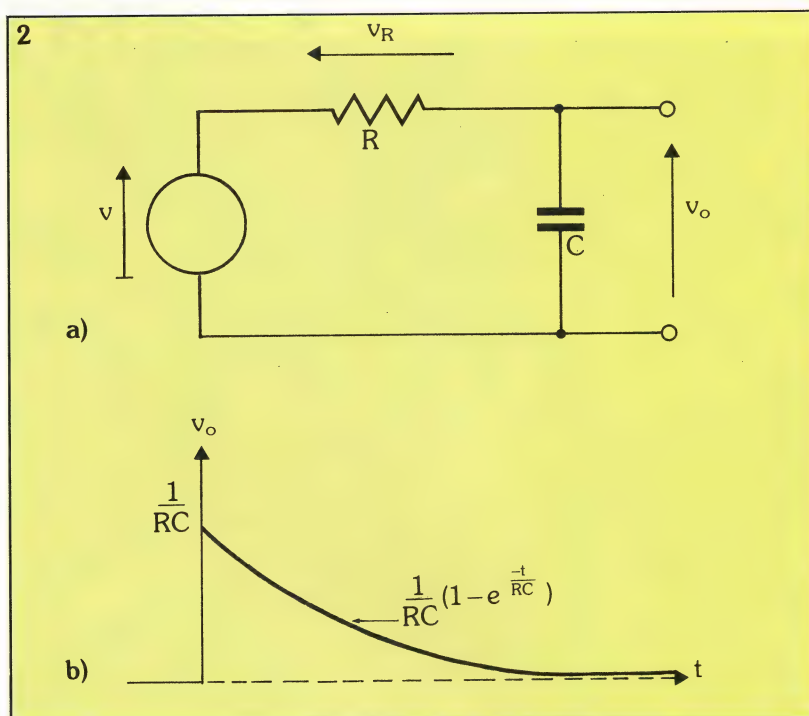 2
vR
R
v
C
vo
a)
vo
1/RC
1/RC (1−e^(−t/RC))
b)
t